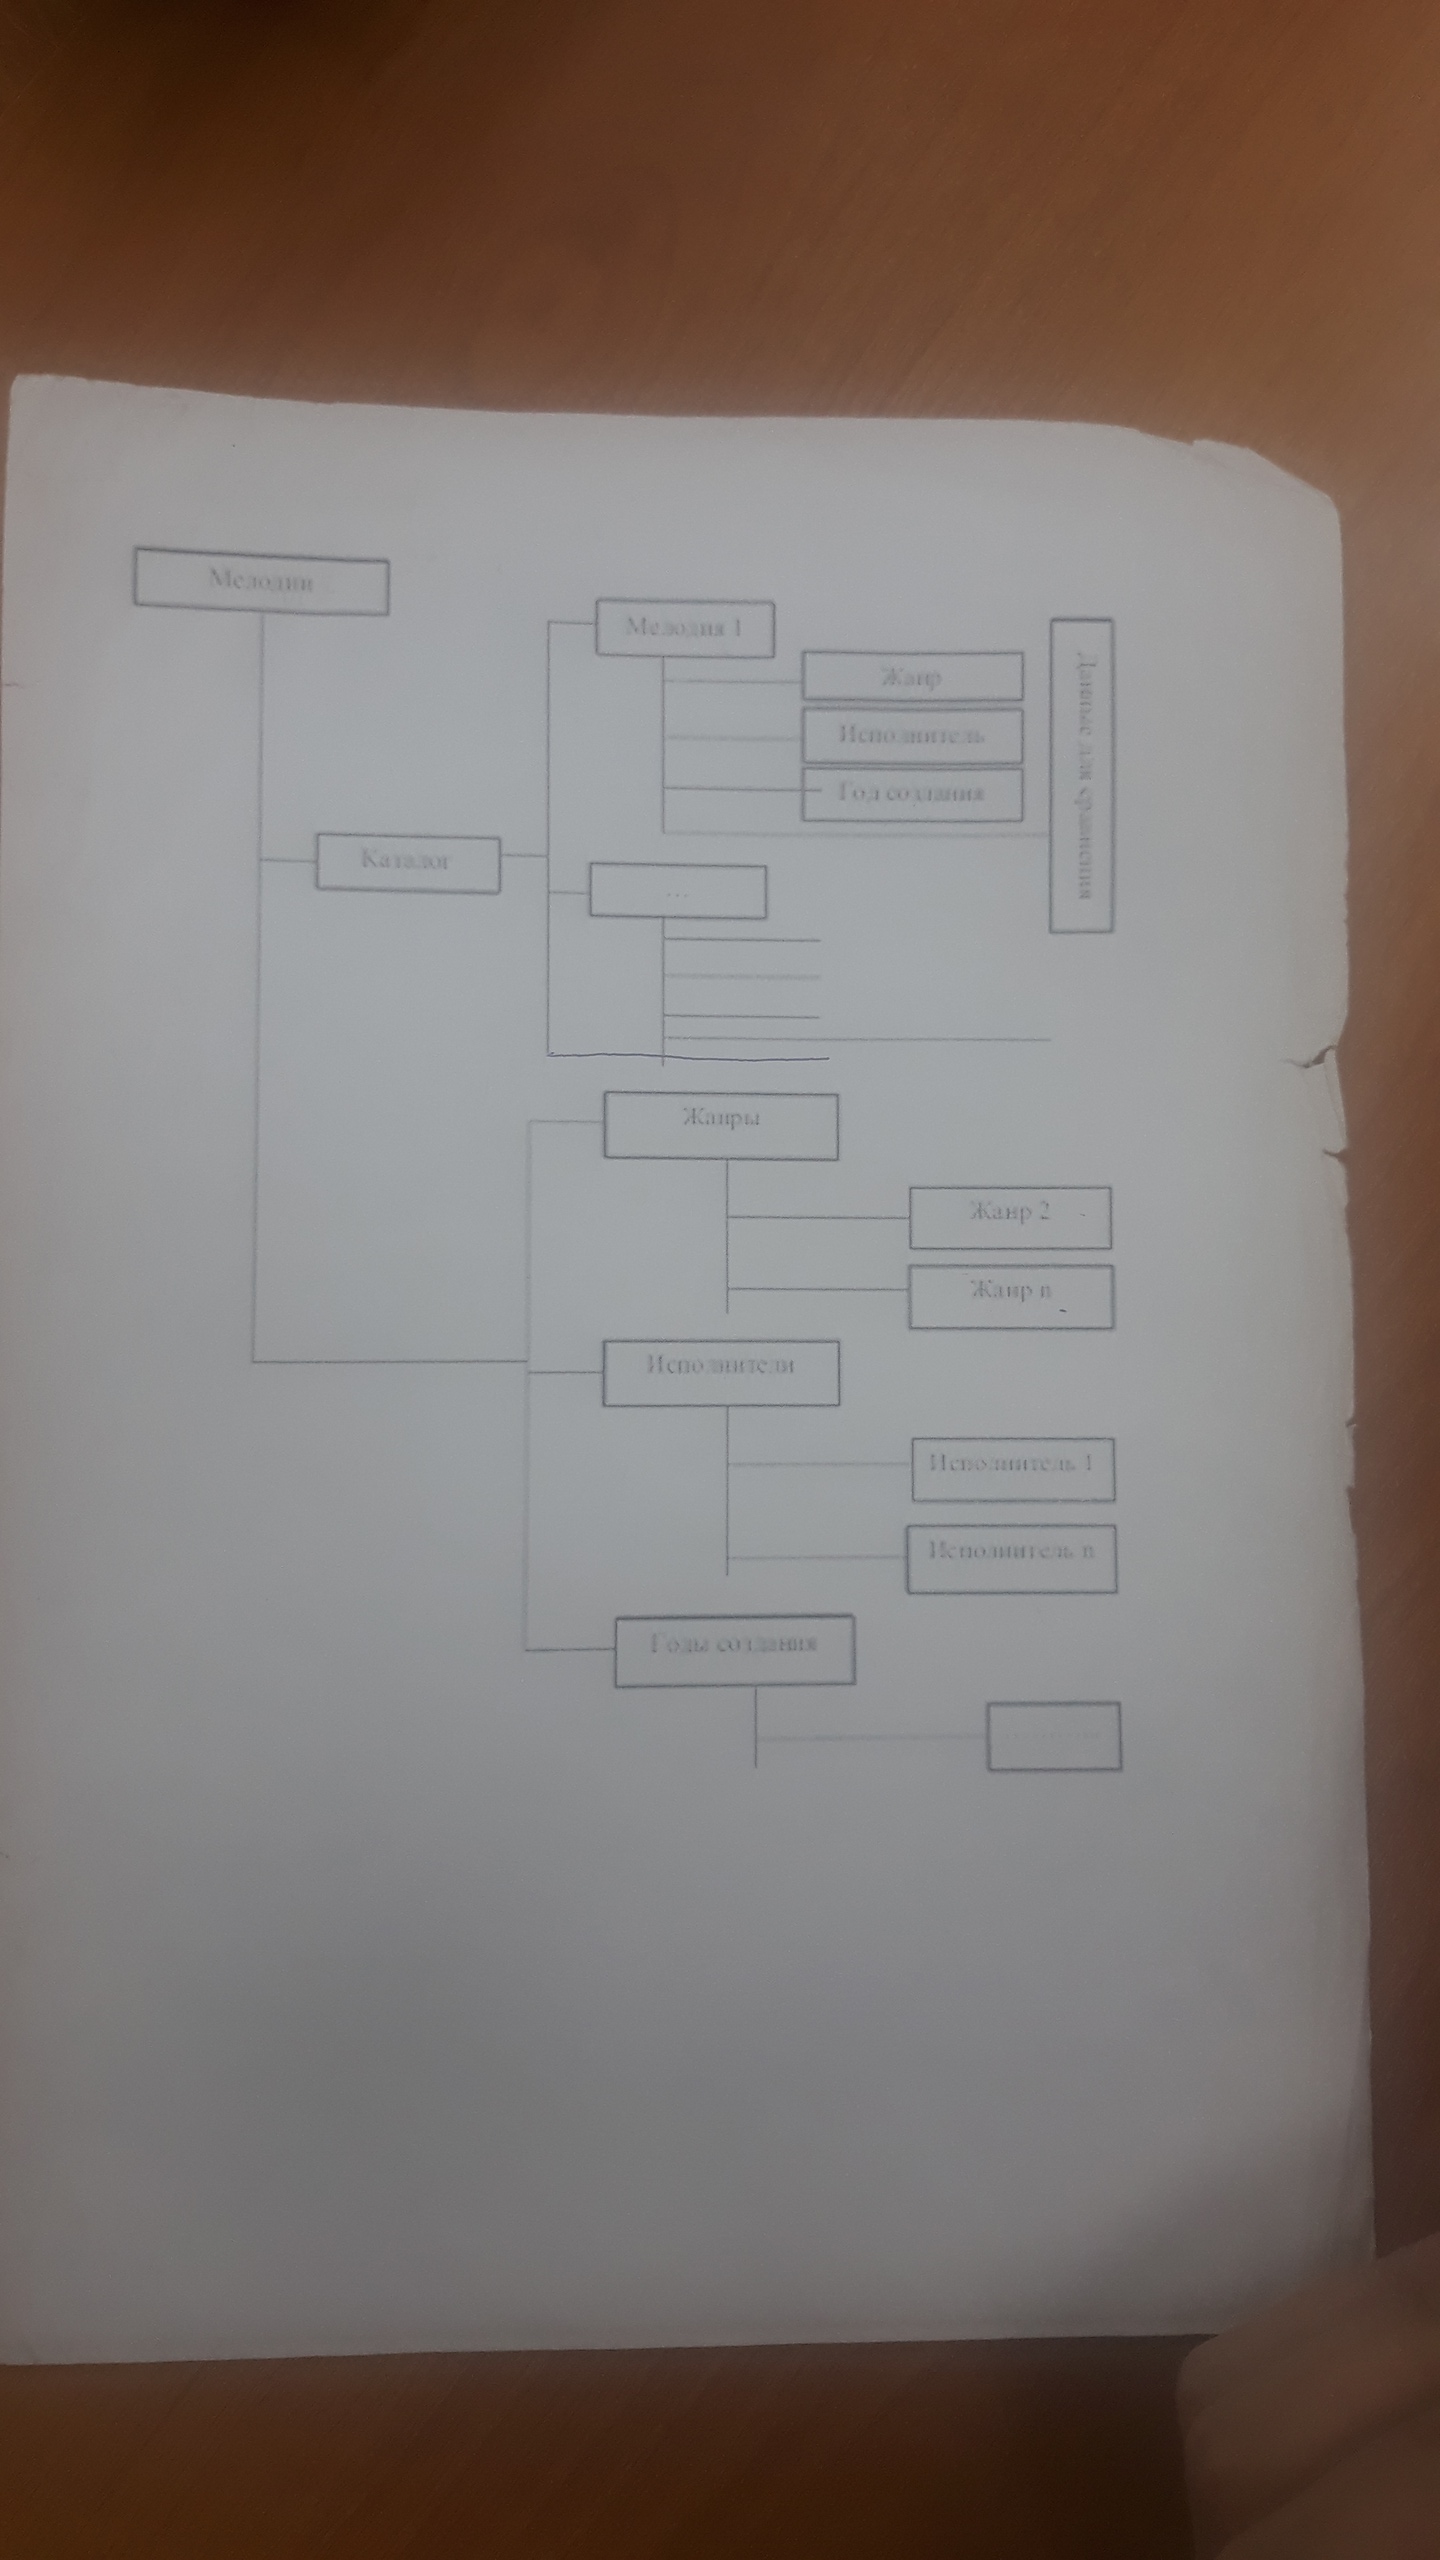 Мелодии
Мелодия 1
Жанр
Исполнитель
Год создания
Данные для сравнения
Каталог
...
Жанры
Жанр 2
Жанр n
Исполнители
Исполнитель 1
Исполнитель n
Годы создания